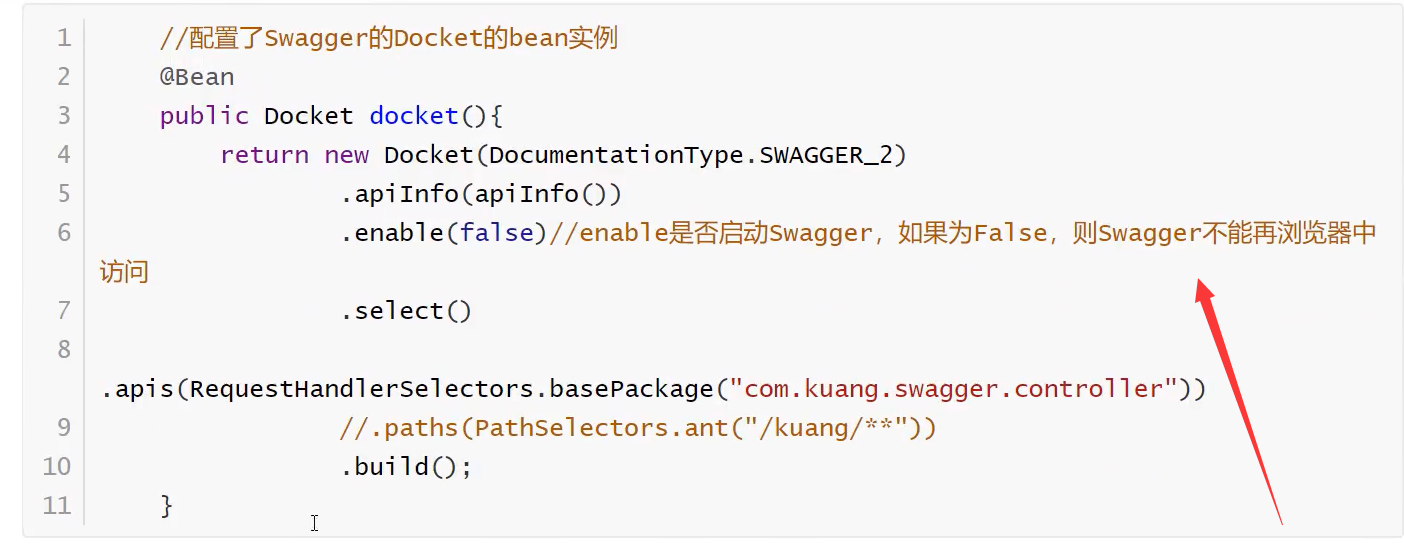 1 //配置了Swagger的Docket的bean实例
2 @Bean
3 public Docket docket(){
4 return new Docket(DocumentationType.SWAGGER_2)
5 .apiInfo(apiInfo())
6 .enable(false)//enable是否启动Swagger，如果为False，则Swagger不能再浏览器中
访问
7 .select()
8
.apis(RequestHandlerSelectors.basePackage("com.kuang.swagger.controller"))
9 //.paths(PathSelectors.ant("/kuang/**"))
10 .build();
11 }